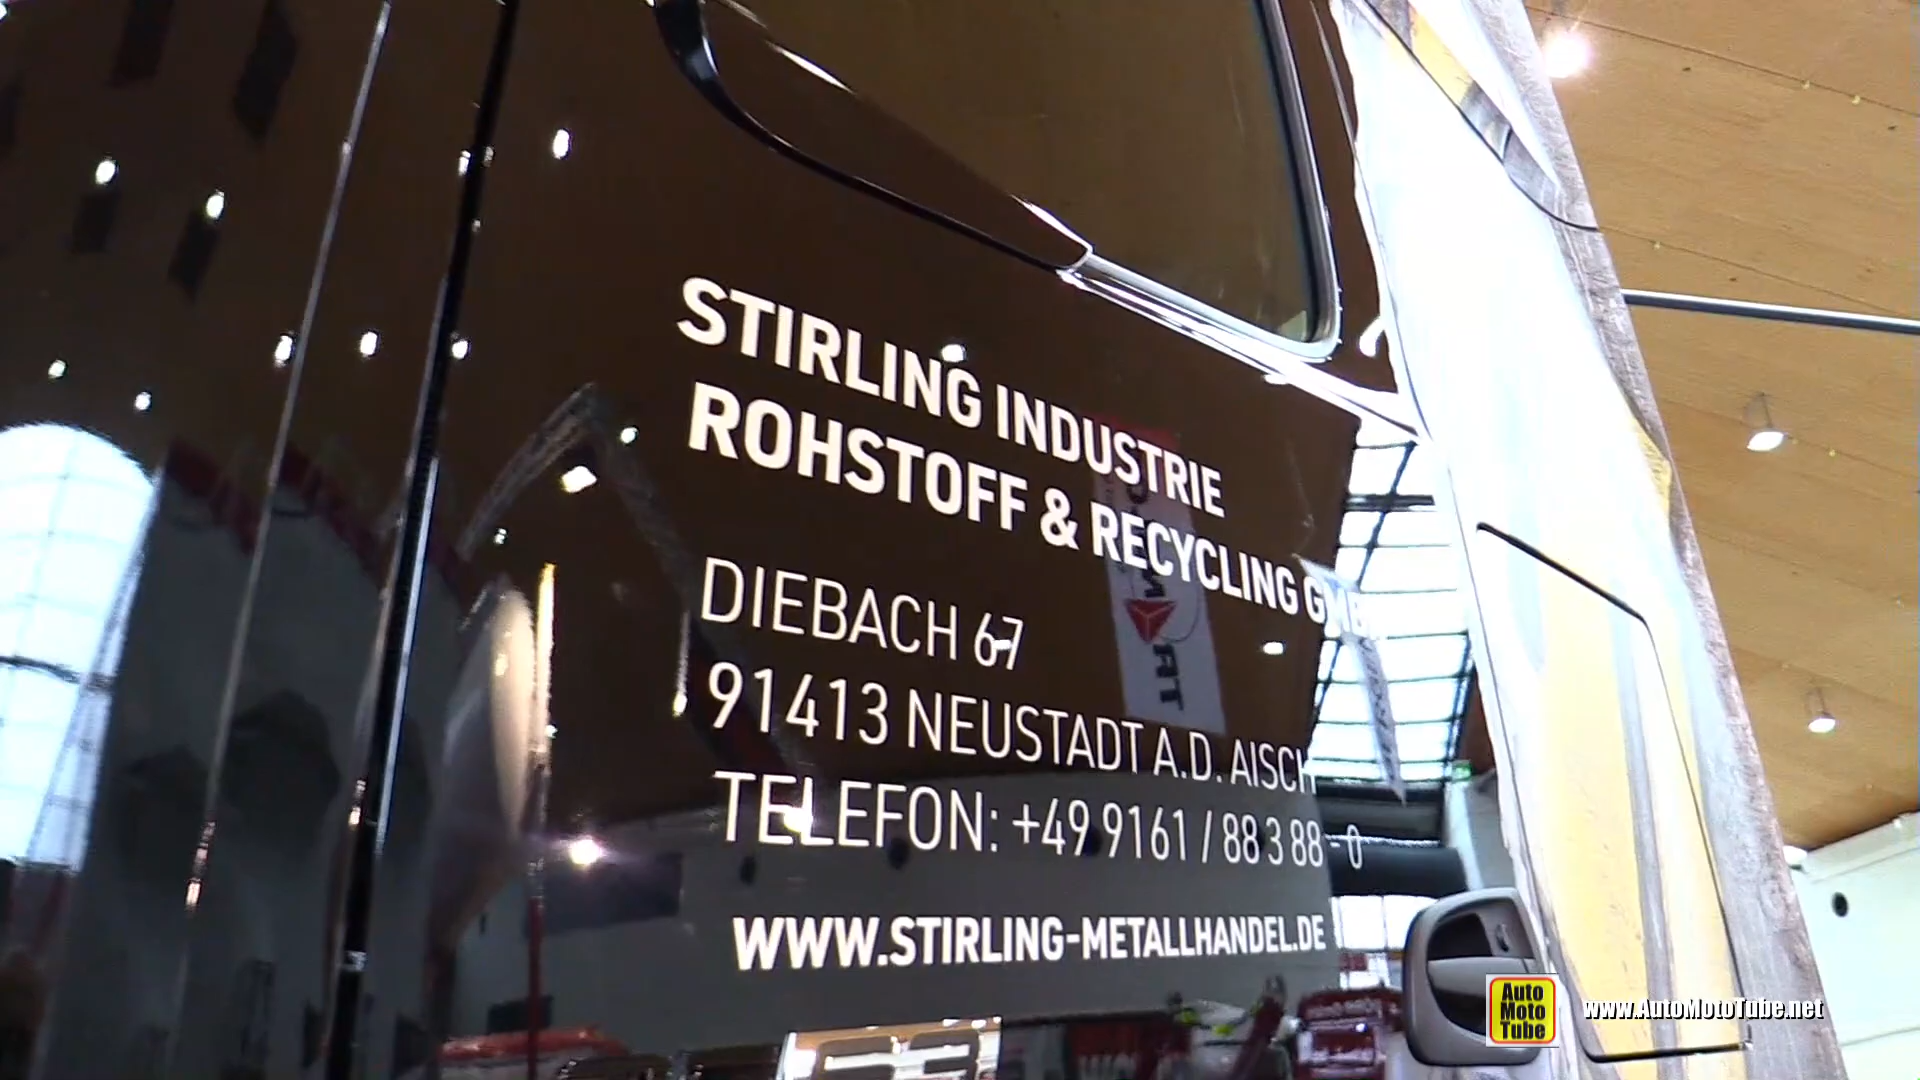 STIRLING INDUSTRIE
ROHSTOFF & RECYCLING GMBH
DIEBACH 67
91413 NEUSTADT A.D. AISCH
TELEFON: +49 9161 / 88 3 88 - 0
WWW.STIRLING-METALLHANDEL.DE
Auto
Moto
Tube
www.AutoMotoTube.net